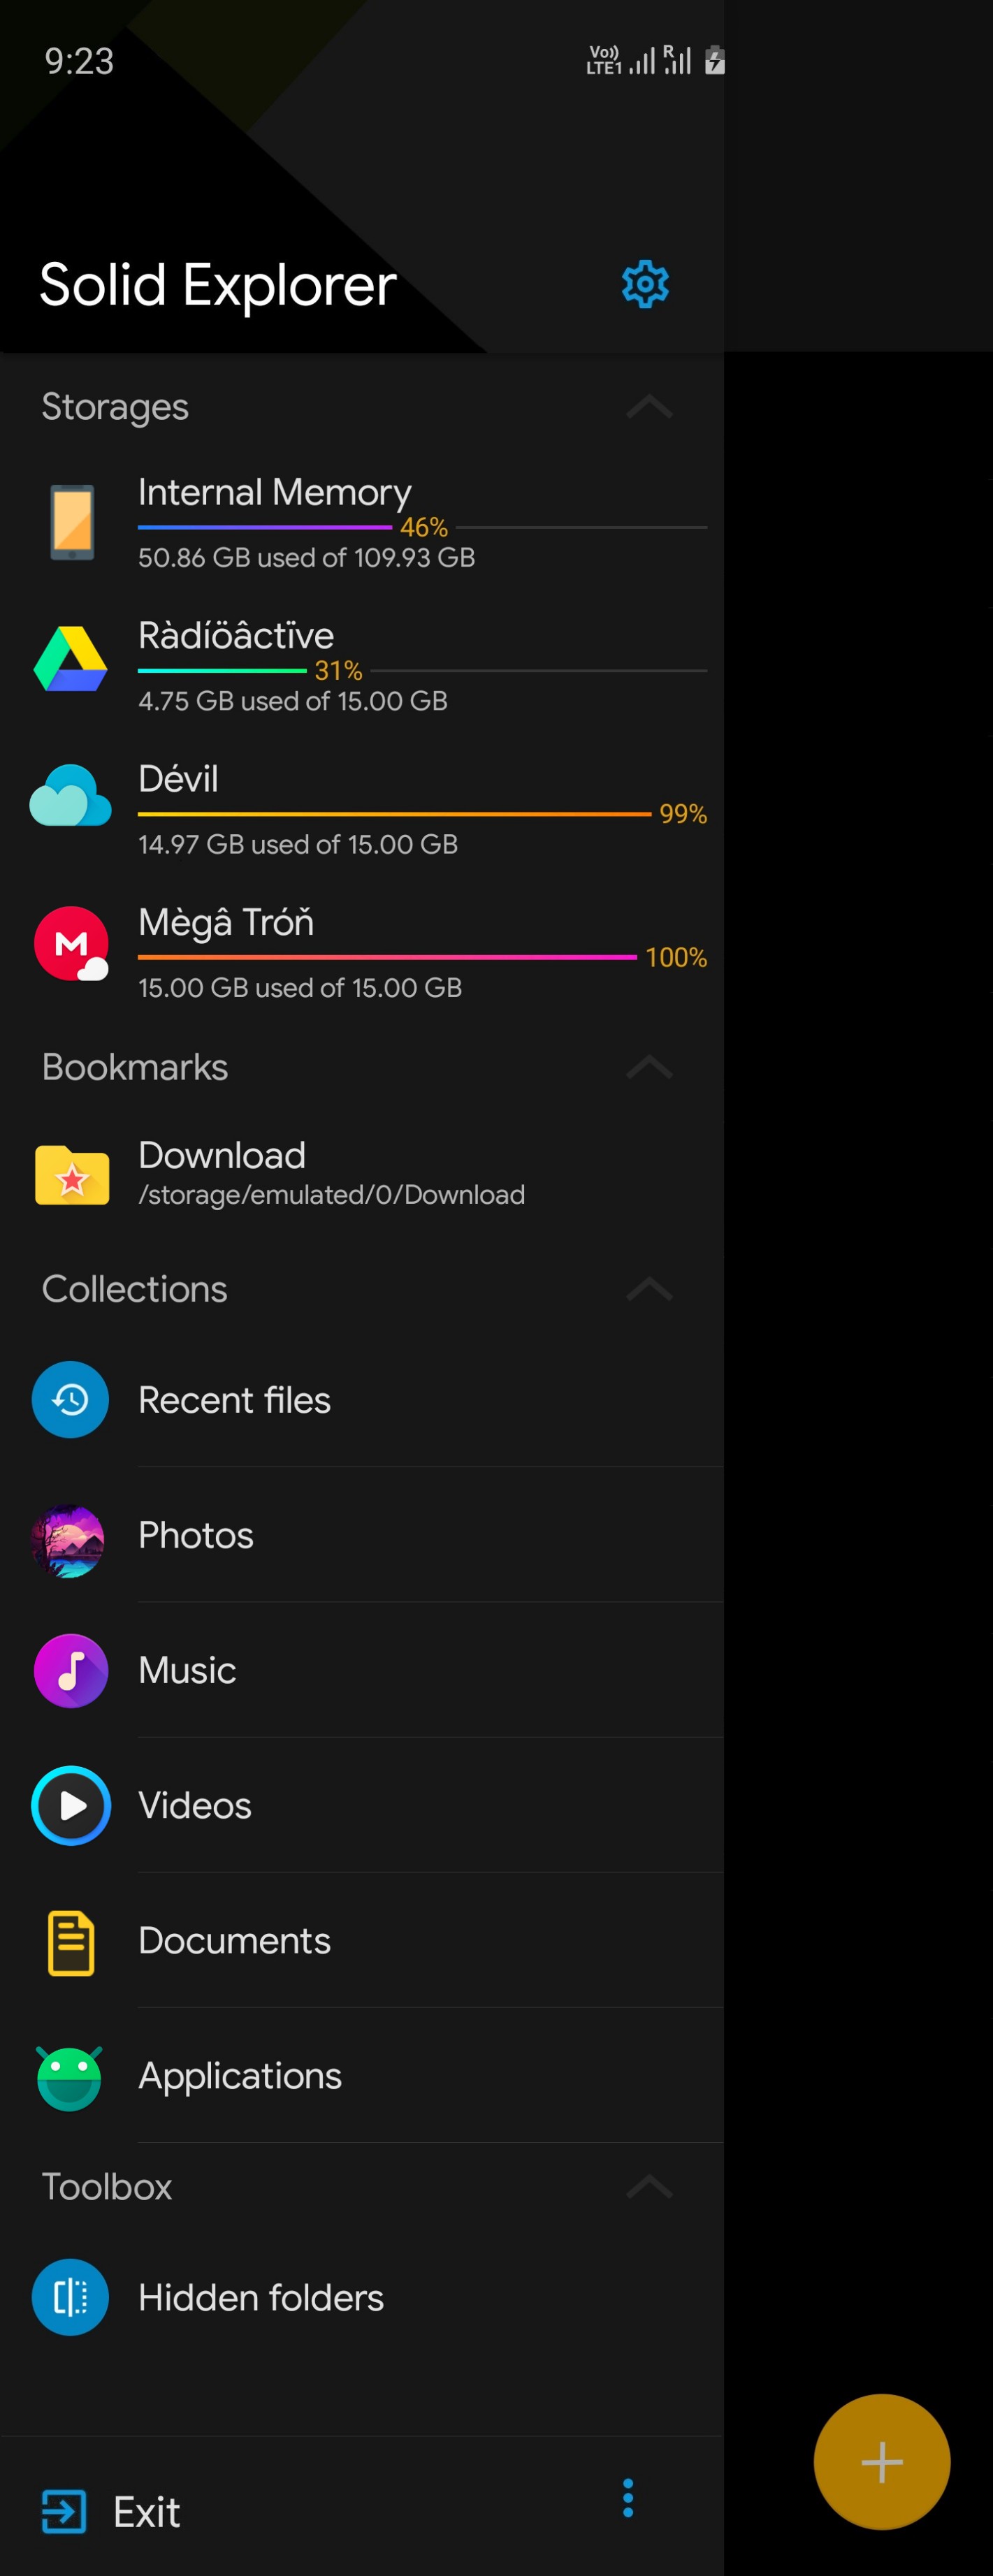 9:23
Vo)) LTE1 R
Solid Explorer
Storages
Internal Memory
46%
50.86 GB used of 109.93 GB
Ràdíöâctïve
31%
4.75 GB used of 15.00 GB
Dévil
99%
14.97 GB used of 15.00 GB
M
Mègâ Tróň
100%
15.00 GB used of 15.00 GB
Bookmarks
Download
/storage/emulated/0/Download
Collections
Recent files
Photos
Music
Videos
Documents
Applications
Toolbox
Hidden folders
Exit